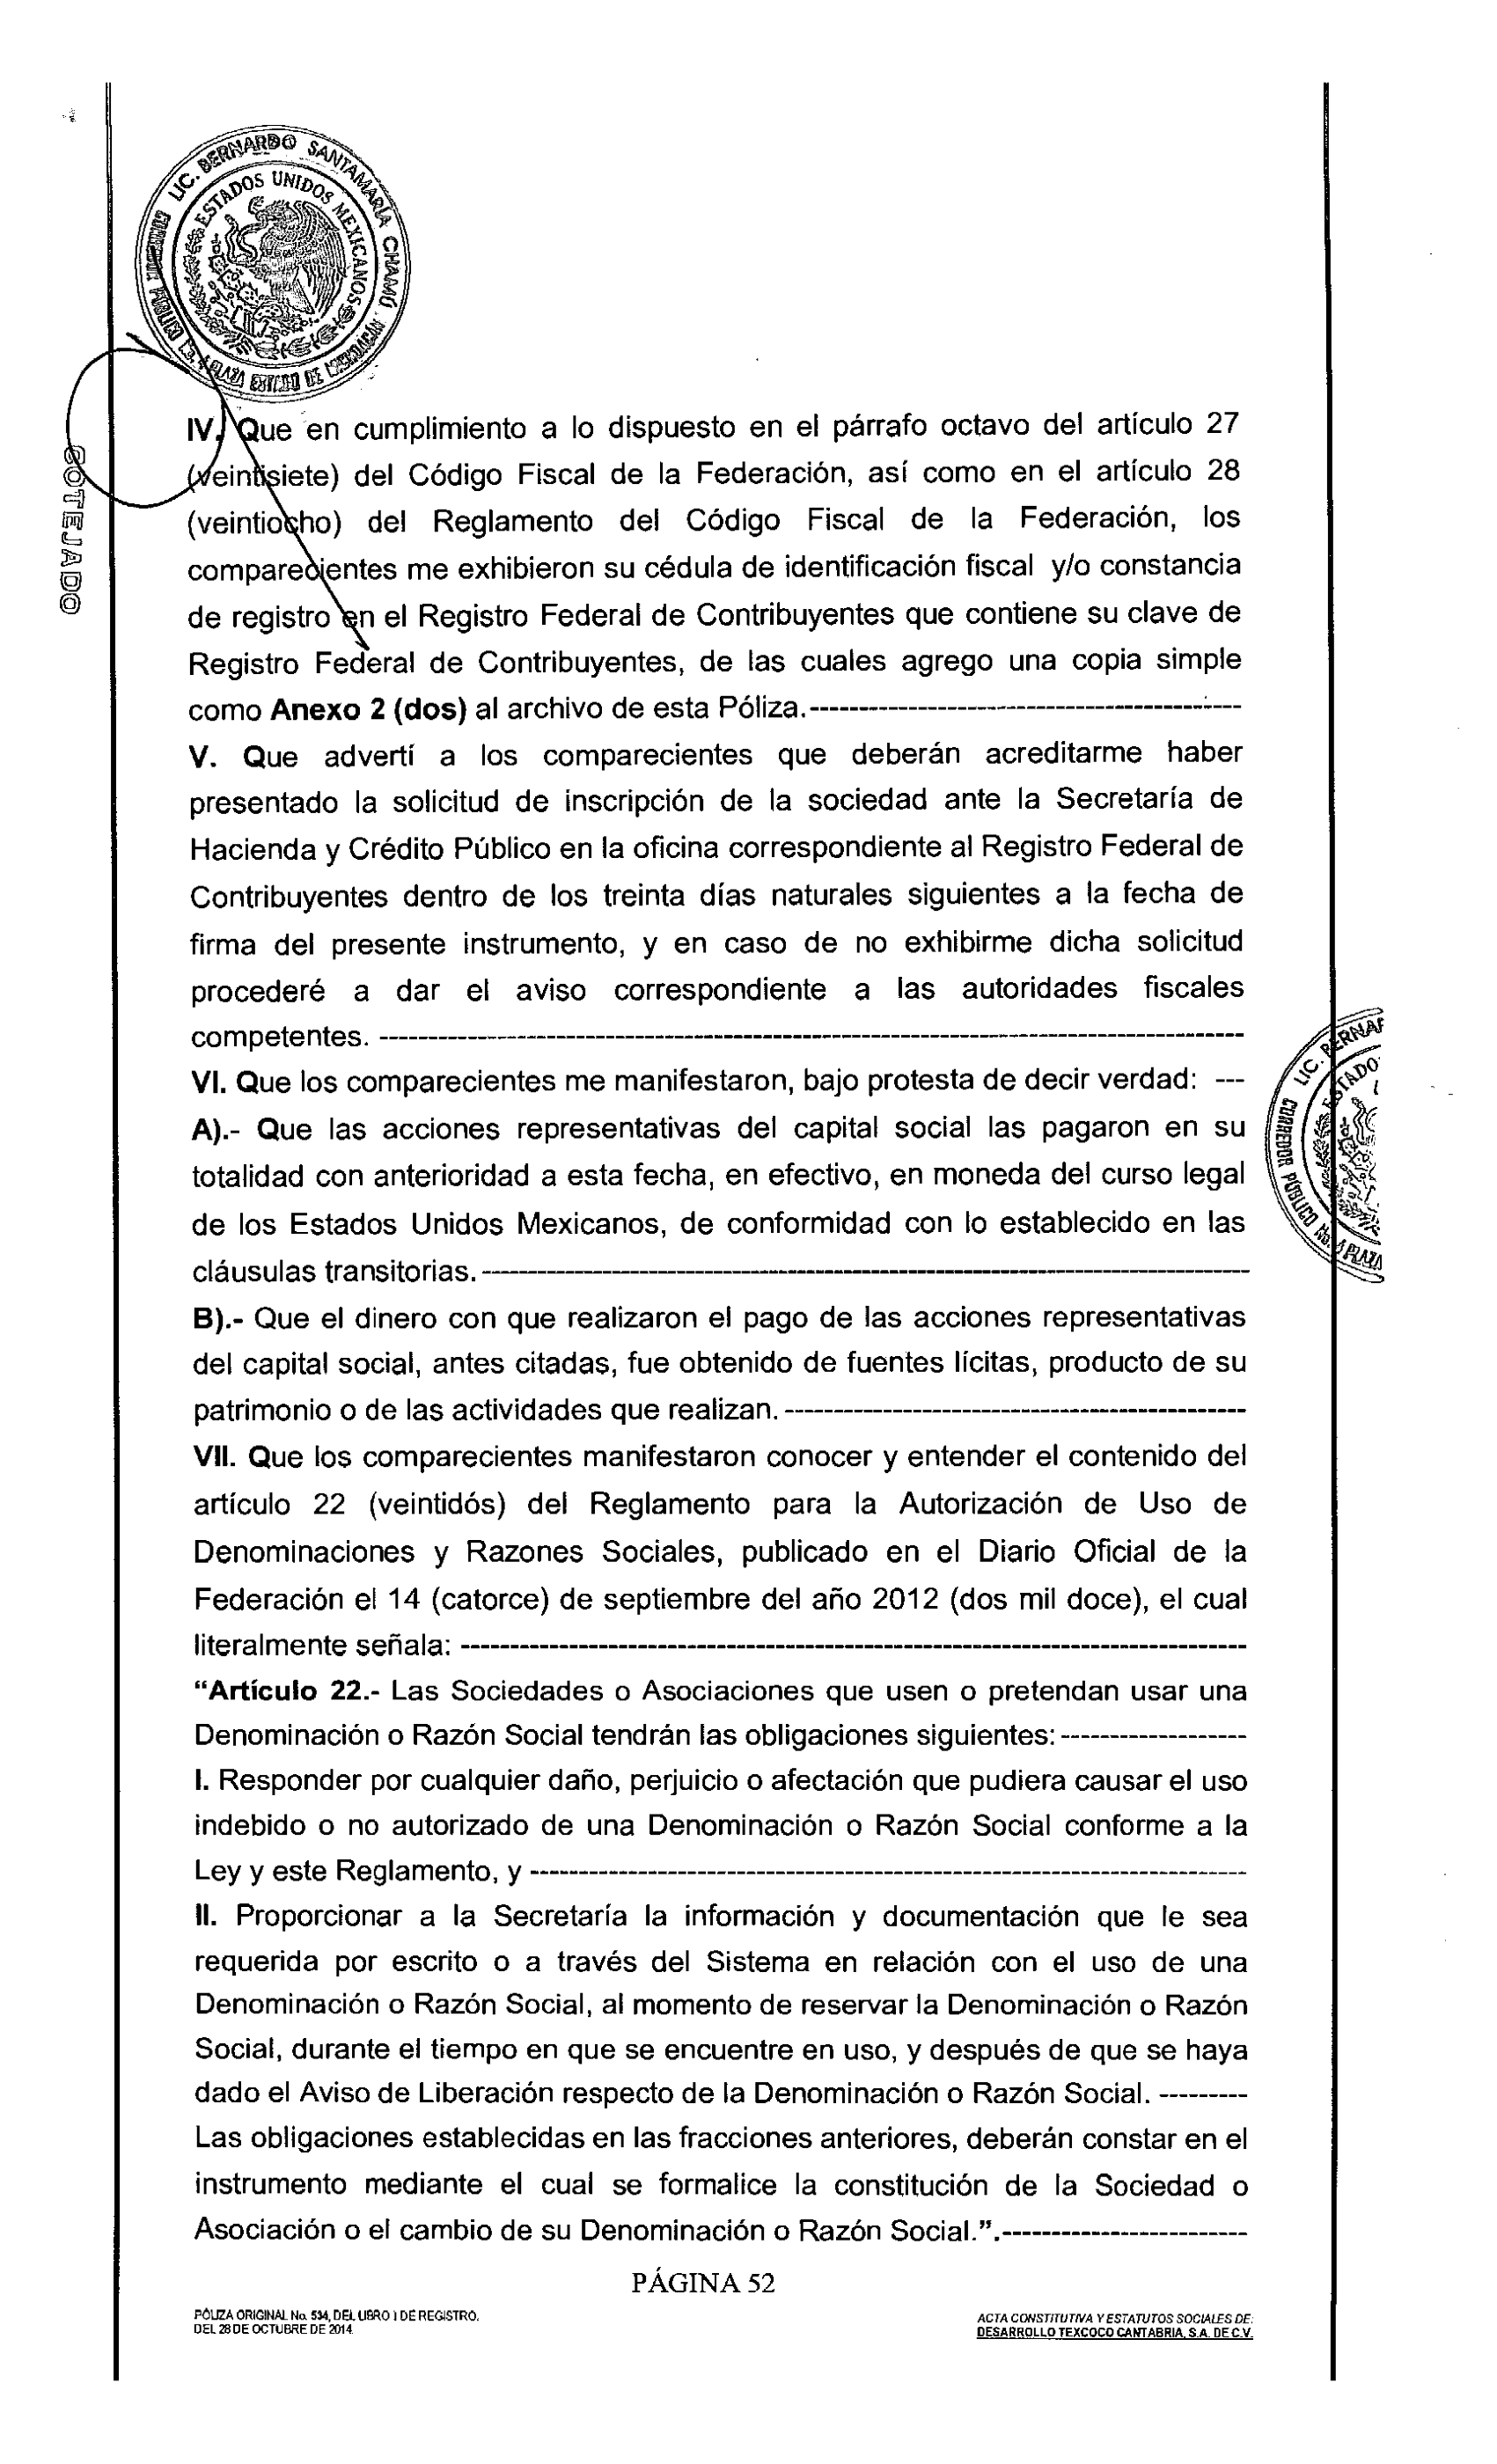 LIC. BERNARDO SANTAMARÍA CHAMÚ.
ESTADOS UNIDOS MEXICANOS
COTEJADO
IV. Que en cumplimiento a lo dispuesto en el párrafo octavo del artículo 27
(veintisiete) del Código Fiscal de la Federación, así como en el artículo 28
(veintiocho) del Reglamento del Código Fiscal de la Federación, los
comparecientes me exhibieron su cédula de identificación fiscal y/o constancia
de registro en el Registro Federal de Contribuyentes que contiene su clave de
Registro Federal de Contribuyentes, de las cuales agrego una copia simple
como Anexo 2 (dos) al archivo de esta Póliza.-------------------------------------------
V. Que advertí a los comparecientes que deberán acreditarme haber
presentado la solicitud de inscripción de la sociedad ante la Secretaría de
Hacienda y Crédito Público en la oficina correspondiente al Registro Federal de
Contribuyentes dentro de los treinta días naturales siguientes a la fecha de
firma del presente instrumento, y en caso de no exhibirme dicha solicitud
procederé a dar el aviso correspondiente a las autoridades fiscales
competentes. ---------------------------------------------------------------------------------------
VI. Que los comparecientes me manifestaron, bajo protesta de decir verdad: ---
A).- Que las acciones representativas del capital social las pagaron en su
totalidad con anterioridad a esta fecha, en efectivo, en moneda del curso legal
de los Estados Unidos Mexicanos, de conformidad con lo establecido en las
cláusulas transitorias.-----------------------------------------------------------------------------
B).- Que el dinero con que realizaron el pago de las acciones representativas
del capital social, antes citadas, fue obtenido de fuentes lícitas, producto de su
patrimonio o de las actividades que realizan. -----------------------------------------------
VII. Que los comparecientes manifestaron conocer y entender el contenido del
artículo 22 (veintidós) del Reglamento para la Autorización de Uso de
Denominaciones y Razones Sociales, publicado en el Diario Oficial de la
Federación el 14 (catorce) de septiembre del año 2012 (dos mil doce), el cual
literalmente señala: -------------------------------------------------------------------------------
“Artículo 22.- Las Sociedades o Asociaciones que usen o pretendan usar una
Denominación o Razón Social tendrán las obligaciones siguientes: -------------------
I. Responder por cualquier daño, perjuicio o afectación que pudiera causar el uso
indebido o no autorizado de una Denominación o Razón Social conforme a la
Ley y este Reglamento, y ------------------------------------------------------------------------
II. Proporcionar a la Secretaría la información y documentación que le sea
requerida por escrito o a través del Sistema en relación con el uso de una
Denominación o Razón Social, al momento de reservar la Denominación o Razón
Social, durante el tiempo en que se encuentre en uso, y después de que se haya
dado el Aviso de Liberación respecto de la Denominación o Razón Social. ---------
Las obligaciones establecidas en las fracciones anteriores, deberán constar en el
instrumento mediante el cual se formalice la constitución de la Sociedad o
Asociación o el cambio de su Denominación o Razón Social.”.-------------------------
LIC. BERNAR
ESTADO
CORREDOR PÚBLICO No. 4 PLAZA
PÁGINA 52
PÓLIZA ORIGINAL No. 534, DEL LIBRO 1 DE REGISTRO.
DEL 28 DE OCTUBRE DE 2014
ACTA CONSTITUTIVA Y ESTATUTOS SOCIALES DE:
DESARROLLO TEXCOCO CANTABRIA, S.A. DE C.V.